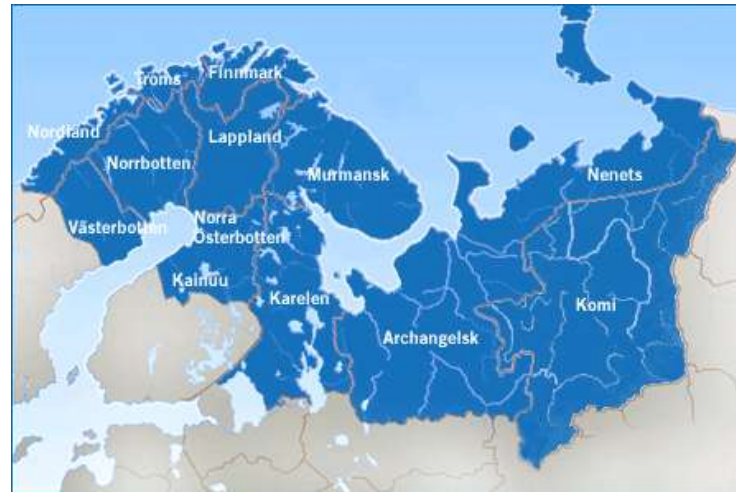 Troms
Finnmark
Nordland
Lappland
Norrbotten
Murmansk
Nenets
Västerbotten
Norra
Österbotten
Kainuu
Karelen
Komi
Archangelsk